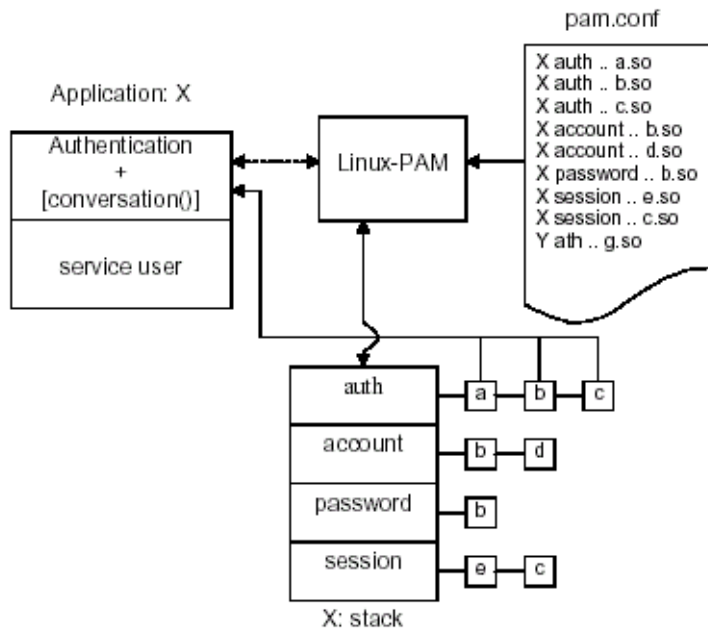 pam.conf
X auth .. a.so
X auth .. b.so
X auth .. c.so
X account .. b.so
X account .. d.so
X password .. b.so
X session .. e.so
X session .. c.so
Y ath .. g.so
Application: X
Authentication
+
[conversation()]
service user
Linux-PAM
auth
a
b
c
account
b
d
password
b
session
e
c
X: stack